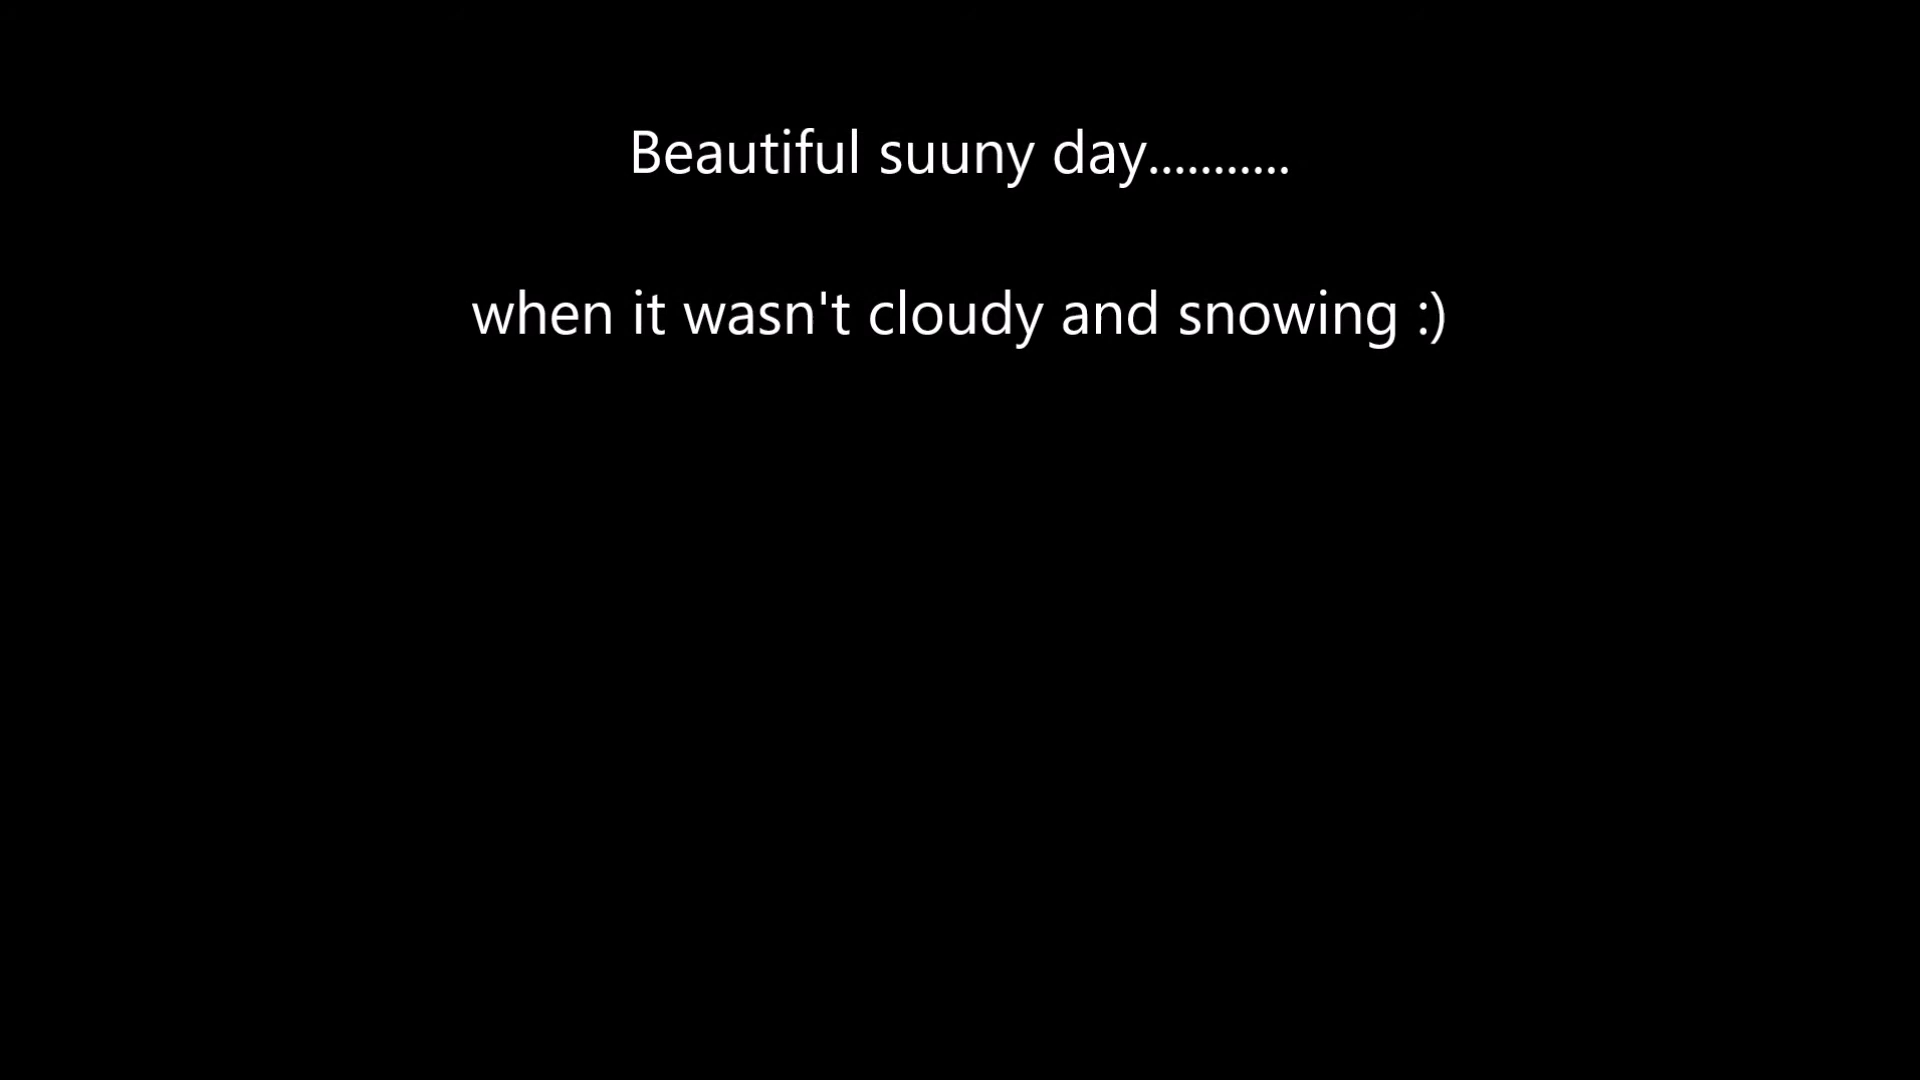 Beautiful suuny day...........
when it wasn't cloudy and snowing :)